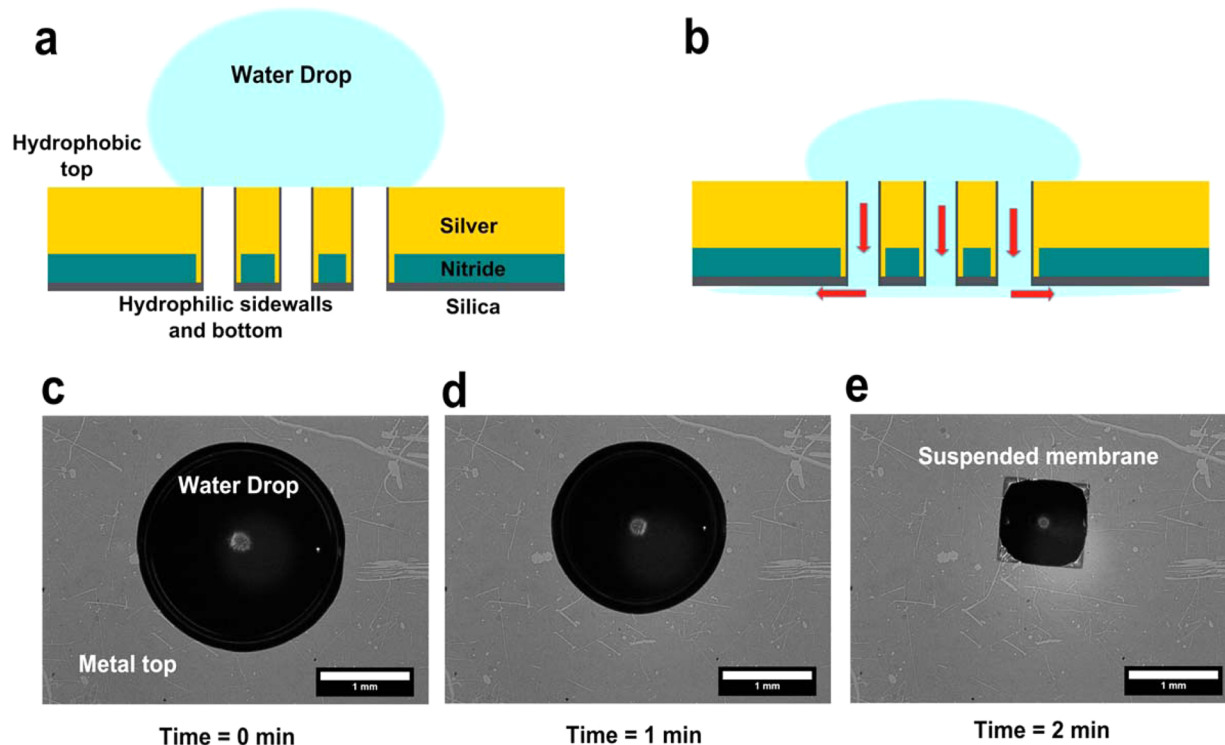 a
Water Drop
Hydrophobic
top
Silver
Nitride
Hydrophilic sidewalls
and bottom
Silica
b
c
Water Drop
Metal top
1 mm
Time = 0 min
d
1 mm
Time = 1 min
e
Suspended membrane
1 mm
Time = 2 min